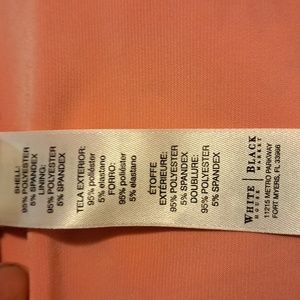 SHELL:
95% POLYESTER
5% SPANDEX
LINING:
95% POLYESTER
5% SPANDEX
TELA EXTERIOR:
95% poliéster
5% elastano
FORRO:
95% poliéster
5% elastano
ÉTOFFE
EXTÉRIEURE:
95% POLYESTER
5% SPANDEX
DOUBLURE:
95% POLYESTER
5% SPANDEX
WHITE | BLACK
HOUSE | MARKET
11215 METRO PARKWAY
FORT MYERS, FL 33966